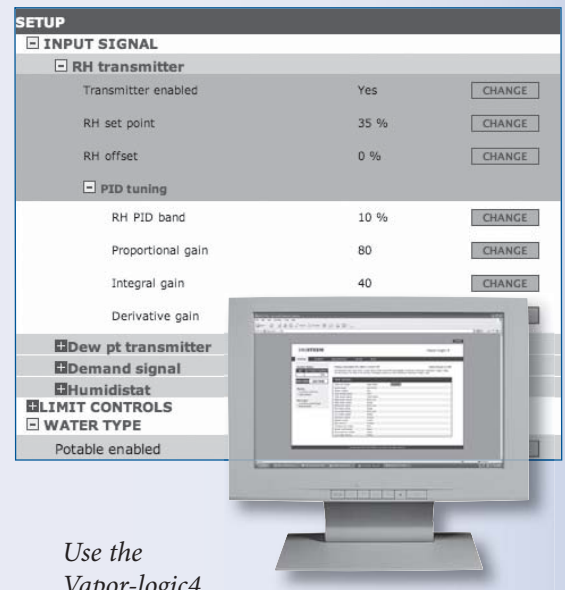 SETUP
INPUT SIGNAL
RH transmitter
Transmitter enabled Yes CHANGE
RH set point 35 % CHANGE
RH offset 0 % CHANGE
PID tuning
RH PID band 10 % CHANGE
Proportional gain 80 CHANGE
Integral gain 40 CHANGE
Derivative gain
Dew pt transmitter
Demand signal
Humidistat
LIMIT CONTROLS
WATER TYPE
Potable enabled
Use the
Vapor-logic4